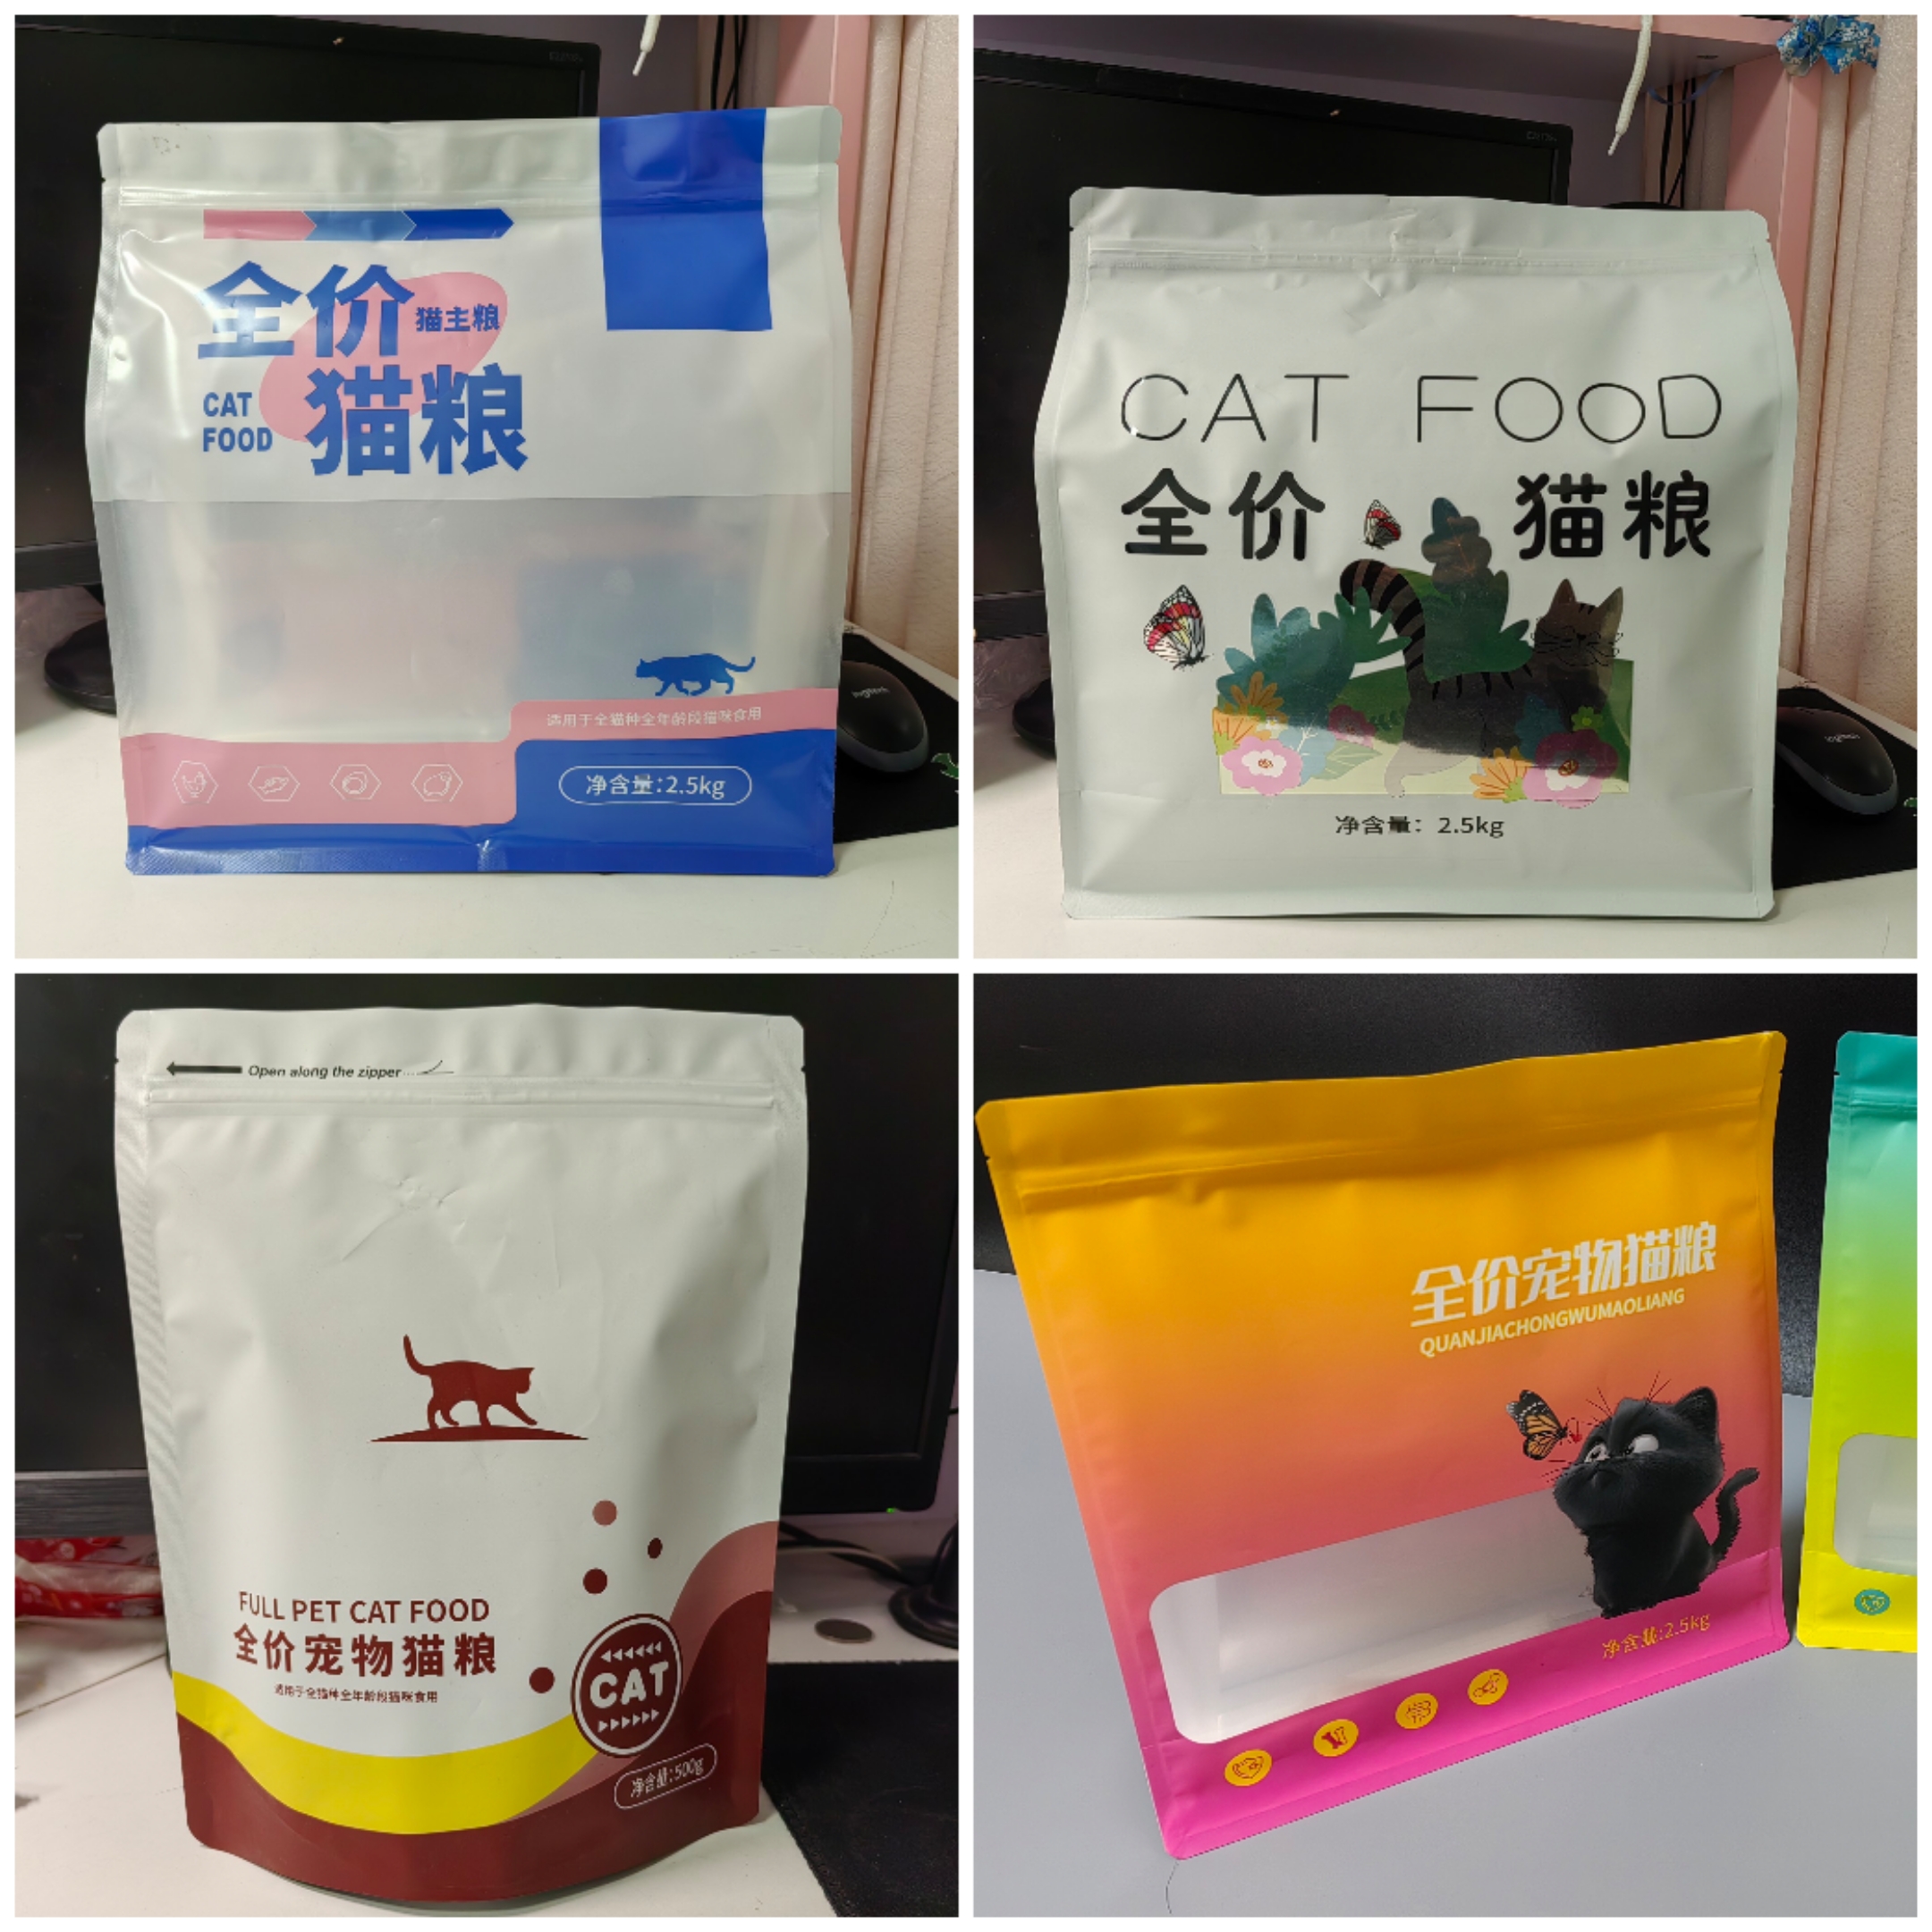 全价 猫主粮
CAT
FOOD
猫粮
适用于全猫种全年龄段猫咪食用
净含量:2.5kg
logitech
CAT FOOD
全价 猫粮
净含量: 2.5kg
logitech
Open along the zipper
FULL PET CAT FOOD
全价宠物猫粮
适用于全猫种全年龄段猫咪食用
CAT
净含量:500g
全价宠物猫粮
QUANJIACHONGWUMAOLIANG
净含量:2.5kg